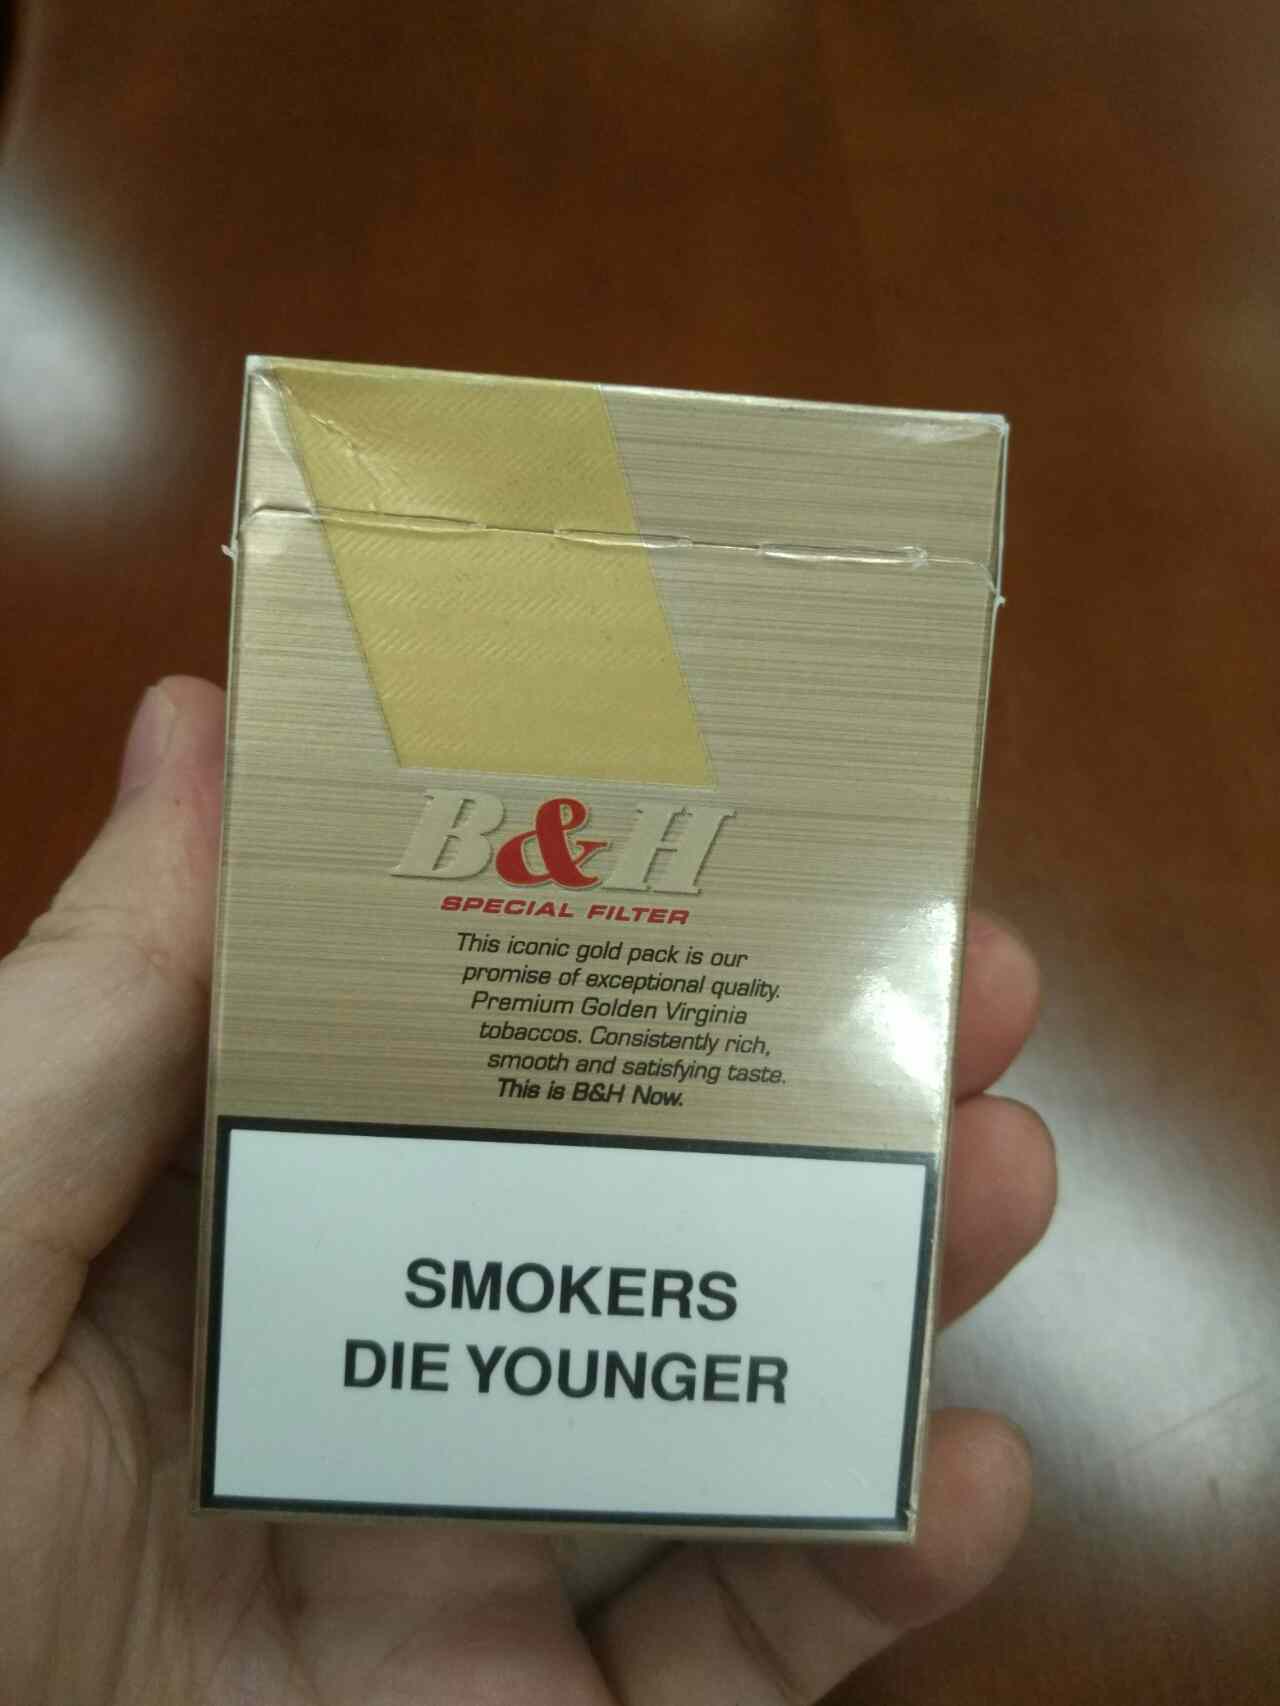 B&H
SPECIAL FILTER
This iconic gold pack is our
promise of exceptional quality.
Premium Golden Virginia
tobaccos. Consistently rich,
smooth and satisfying taste.
This is B&H Now.
SMOKERS
DIE YOUNGER